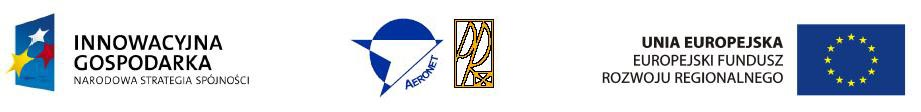 INNOWACYJNA
GOSPODARKA
NARODOWA STRATEGIA SPÓJNOŚCI
AERONET
UNIA EUROPEJSKA
EUROPEJSKI FUNDUSZ
ROZWOJU REGIONALNEGO